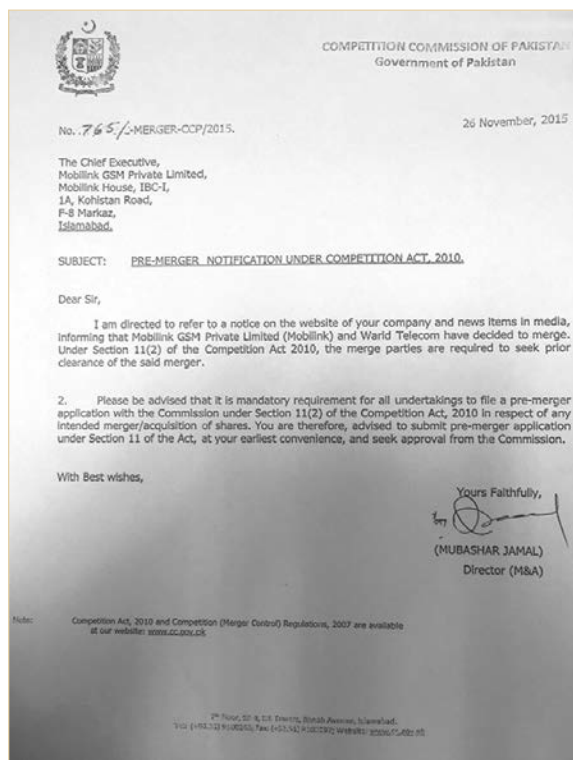 COMPETITION COMMISSION OF PAKISTAN
Government of Pakistan
No. 765/-MERGER-CCP/2015.
26 November, 2015
The Chief Executive,
Mobilink GSM Private Limited,
Mobilink House, IBC-I,
1A, Kohistan Road,
F-8 Markaz,
Islamabad.
SUBJECT: PRE-MERGER NOTIFICATION UNDER COMPETITION ACT, 2010.
Dear Sir,
I am directed to refer to a notice on the website of your company and news items in media,
informing that Mobilink GSM Private Limited (Mobilink) and Warid Telecom have decided to merge.
Under Section 11(2) of the Competition Act 2010, the merge parties are required to seek prior
clearance of the said merger.
2. Please be advised that it is mandatory requirement for all undertakings to file a pre-merger
application with the Commission under Section 11(2) of the Competition Act, 2010 in respect of any
intended merger/acquisition of shares. You are therefore, advised to submit pre-merger application
under Section 11 of the Act, at your earliest convenience, and seek approval from the Commission.
With Best wishes,
Yours Faithfully,
(MUBASHAR JAMAL)
Director (M&A)
Note: Competition Act, 2010 and Competition (Merger Control) Regulations, 2007 are available
at our website: www.cc.gov.pk
7th Floor, Islamabad.
Website: